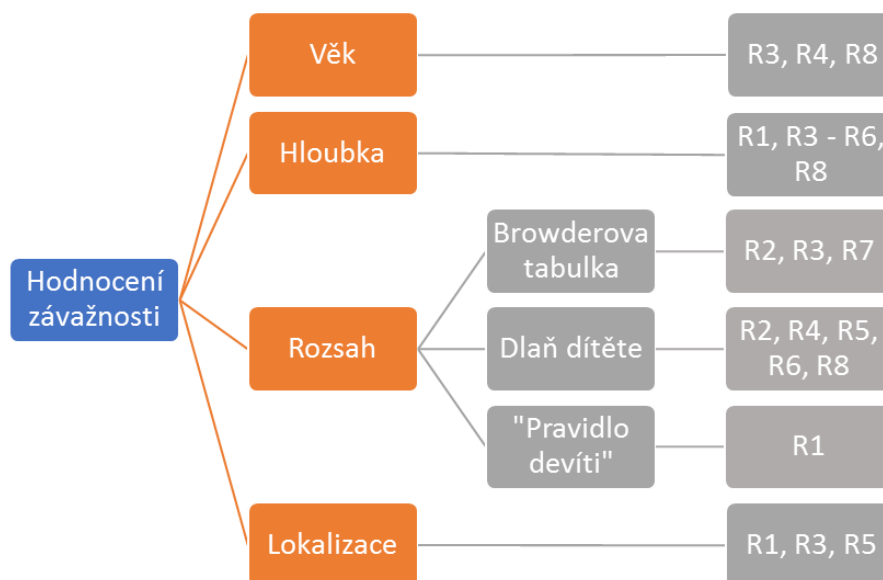 Věk
R3, R4, R8
Hloubka
R1, R3 - R6,
R8
Hodnocení
závažnosti
Rozsah
Browderova
tabulka
R2, R3, R7
Dlaň dítěte
R2, R4, R5,
R6, R8
"Pravidlo
devíti"
R1
Lokalizace
R1, R3, R5